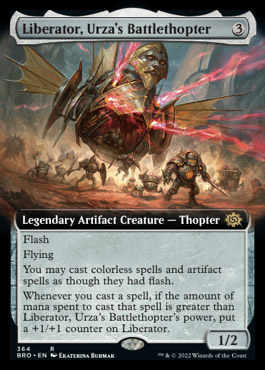 Liberator, Urza's Battlethopter 3
Legendary Artifact Creature — Thopter
Flash
Flying
You may cast colorless spells and artifact
spells as though they had flash.
Whenever you cast a spell, if the amount
of mana spent to cast that spell is greater
than Liberator, Urza's Battlethopter's
power, put a +1/+1 counter on Liberator.
1/2
364 R
BRO • EN EKATERINA BURMAK
™ & © 2022 Wizards of the Coast